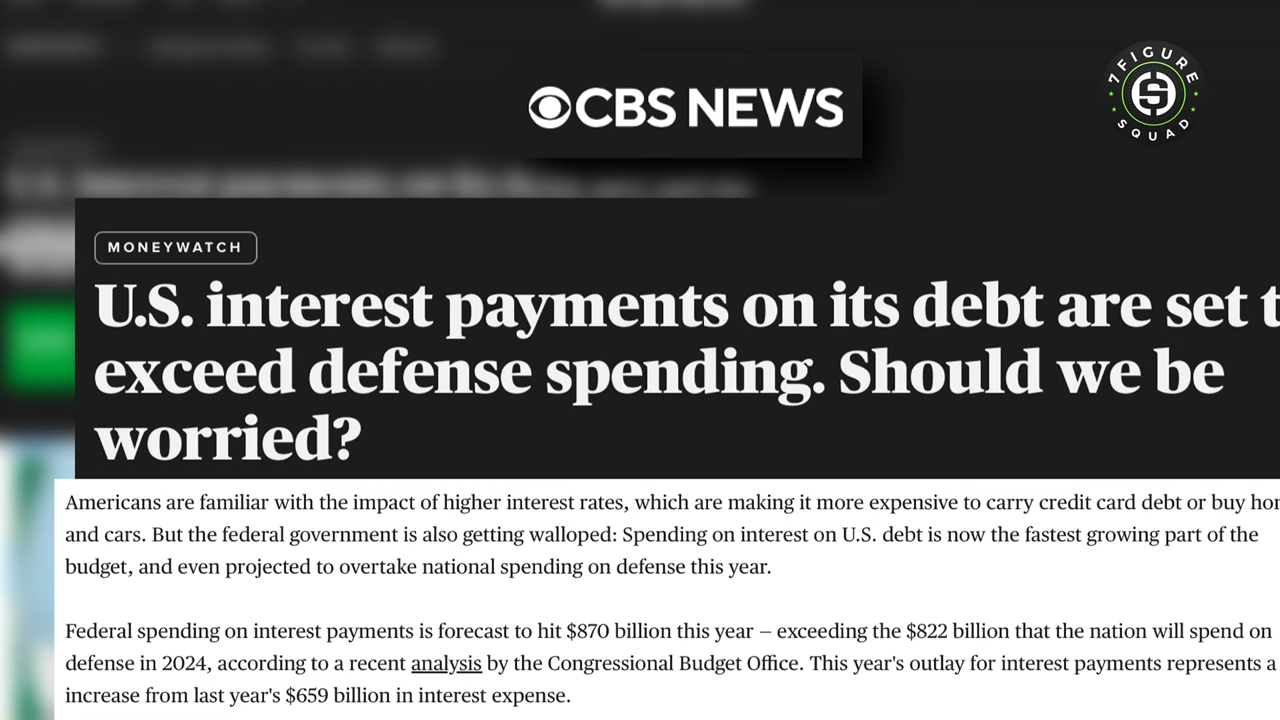 CBS NEWS
7FIGURE
SQUAD
MONEYWATCH
U.S. interest payments on its debt are set t
exceed defense spending. Should we be
worried?
Americans are familiar with the impact of higher interest rates, which are making it more expensive to carry credit card debt or buy hor
and cars. But the federal government is also getting walloped: Spending on interest on U.S. debt is now the fastest growing part of the
budget, and even projected to overtake national spending on defense this year.
Federal spending on interest payments is forecast to hit $870 billion this year — exceeding the $822 billion that the nation will spend on
defense in 2024, according to a recent analysis by the Congressional Budget Office. This year's outlay for interest payments represents a
increase from last year's $659 billion in interest expense.